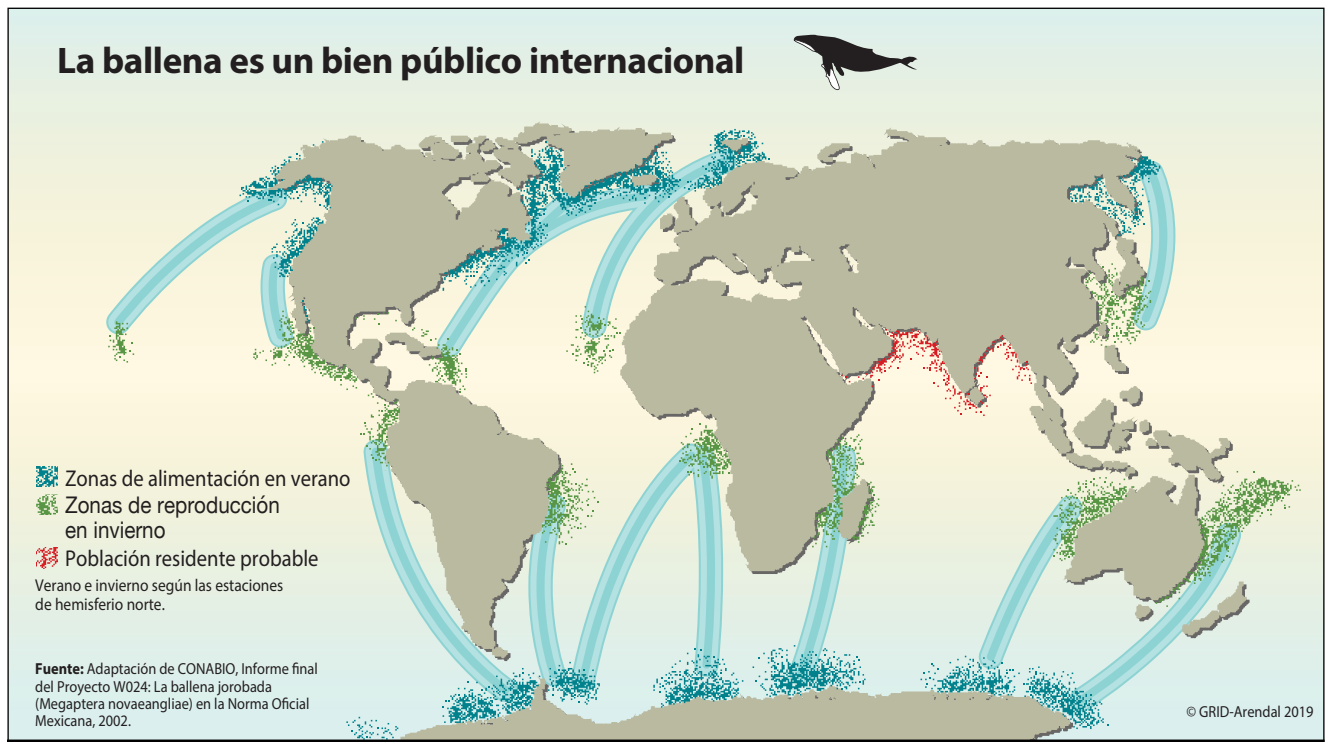 La ballena es un bien público internacional
Zonas de alimentación en verano
Zonas de reproducción
en invierno
Población residente probable
Verano e invierno según las estaciones
de hemisferio norte.
Fuente: Adaptación de CONABIO, Informe final
del Proyecto W024: La ballena jorobada
(Megaptera novaeangliae) en la Norma Oficial
Mexicana, 2002.
© GRID-Arendal 2019